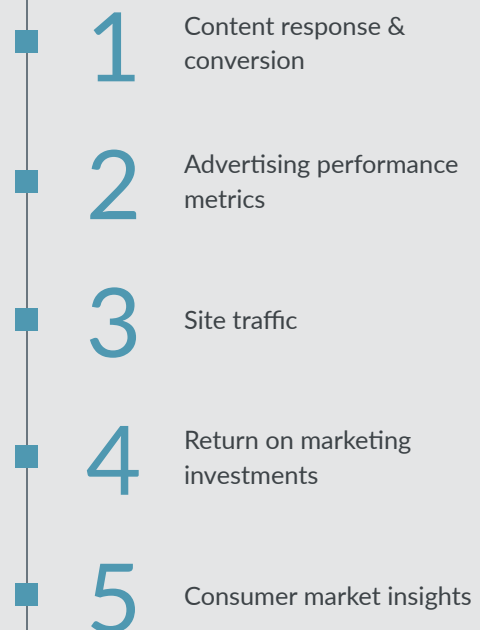 1 Content response &
conversion
2 Advertising performance
metrics
3 Site traffic
4 Return on marketing
investments
5 Consumer market insights